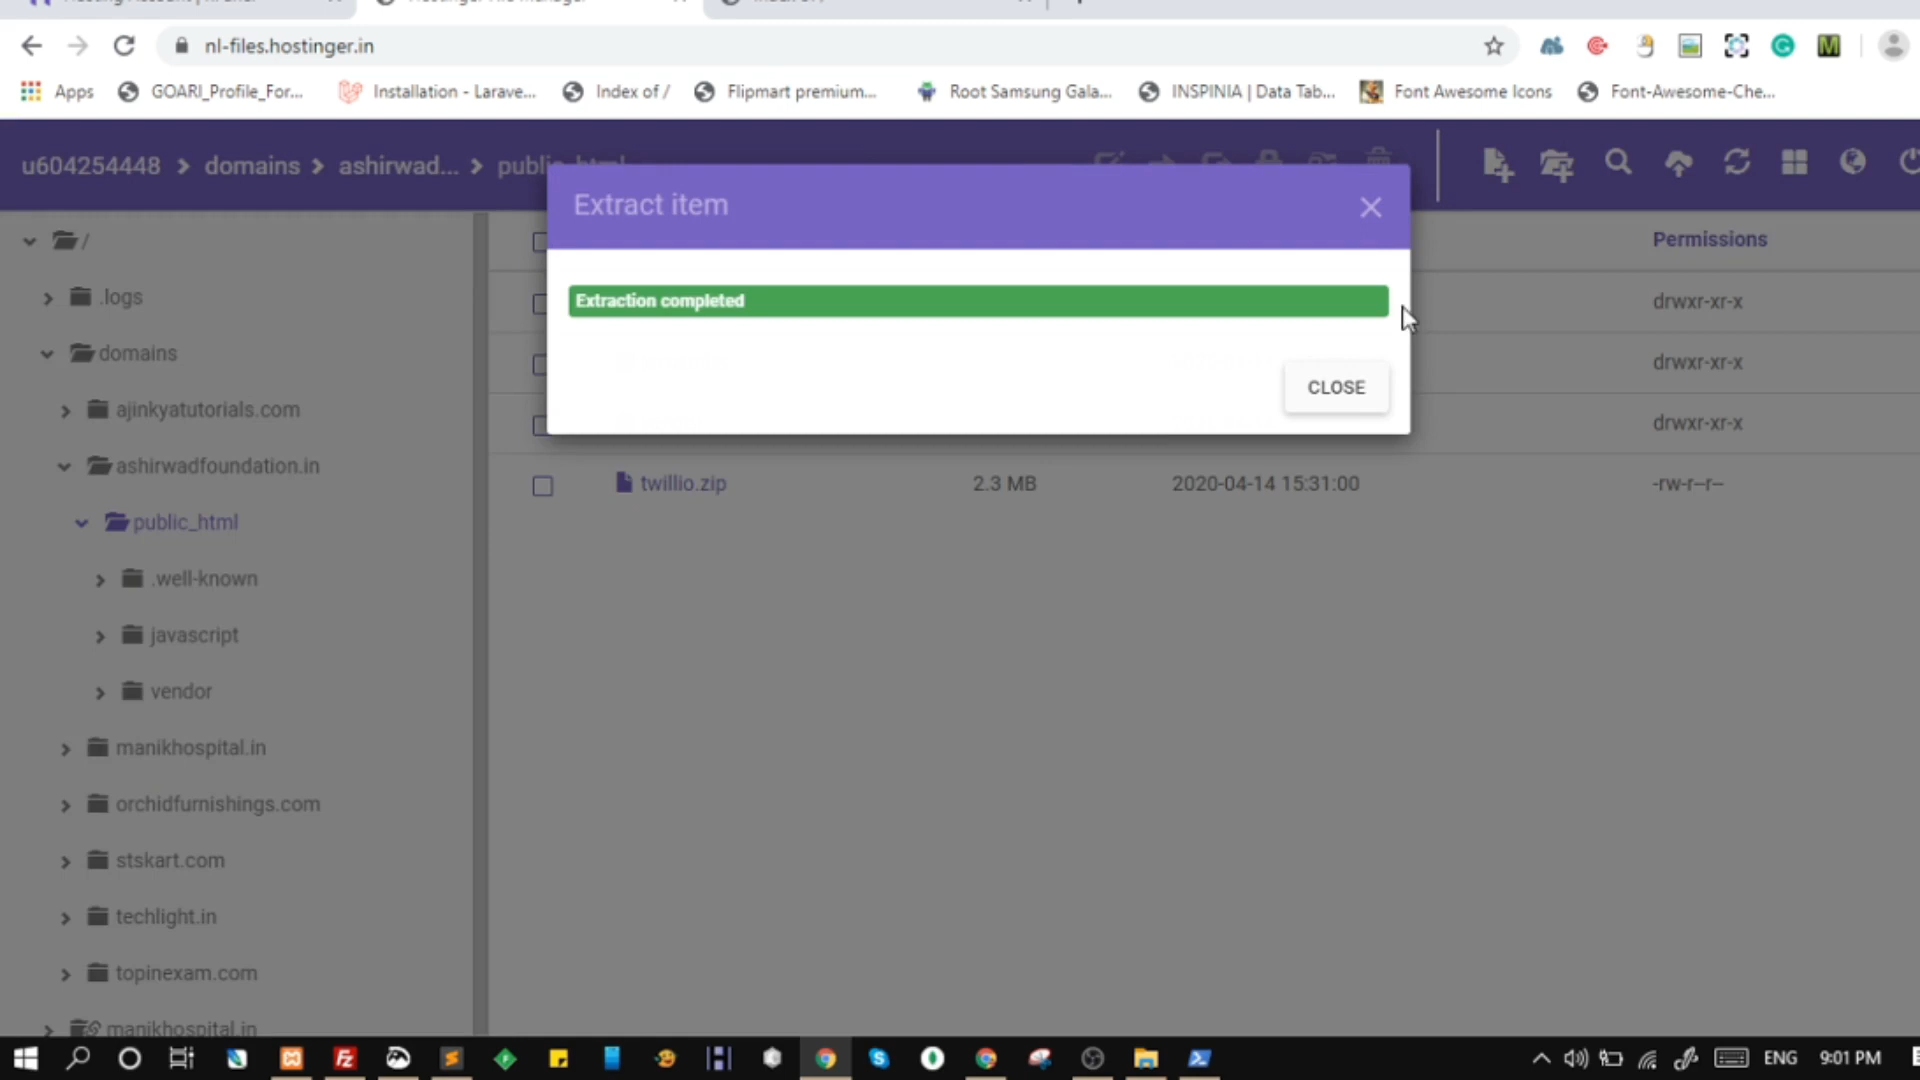 nl-files.hostinger.in
Apps
GOARI_Profile_For...
Installation - Larave...
Index of /
Flipmart premium...
Root Samsung Gala...
INSPINIA | Data Tab...
Font Awesome Icons
Font-Awesome-Che...
u604254448 > domains > ashirwad... > public_html
Extract item
Extraction completed
CLOSE
Permissions
drwxr-xr-x
drwxr-xr-x
drwxr-xr-x
twillio.zip 2.3 MB 2020-04-14 15:31:00 -rw-r--r--
/
.logs
domains
ajinkyatutorials.com
ashirwadfoundation.in
public_html
.well-known
javascript
vendor
manikhospital.in
orchidfurnishings.com
stskart.com
techlight.in
topinexam.com
manikhospital.in
ENG 9:01 PM